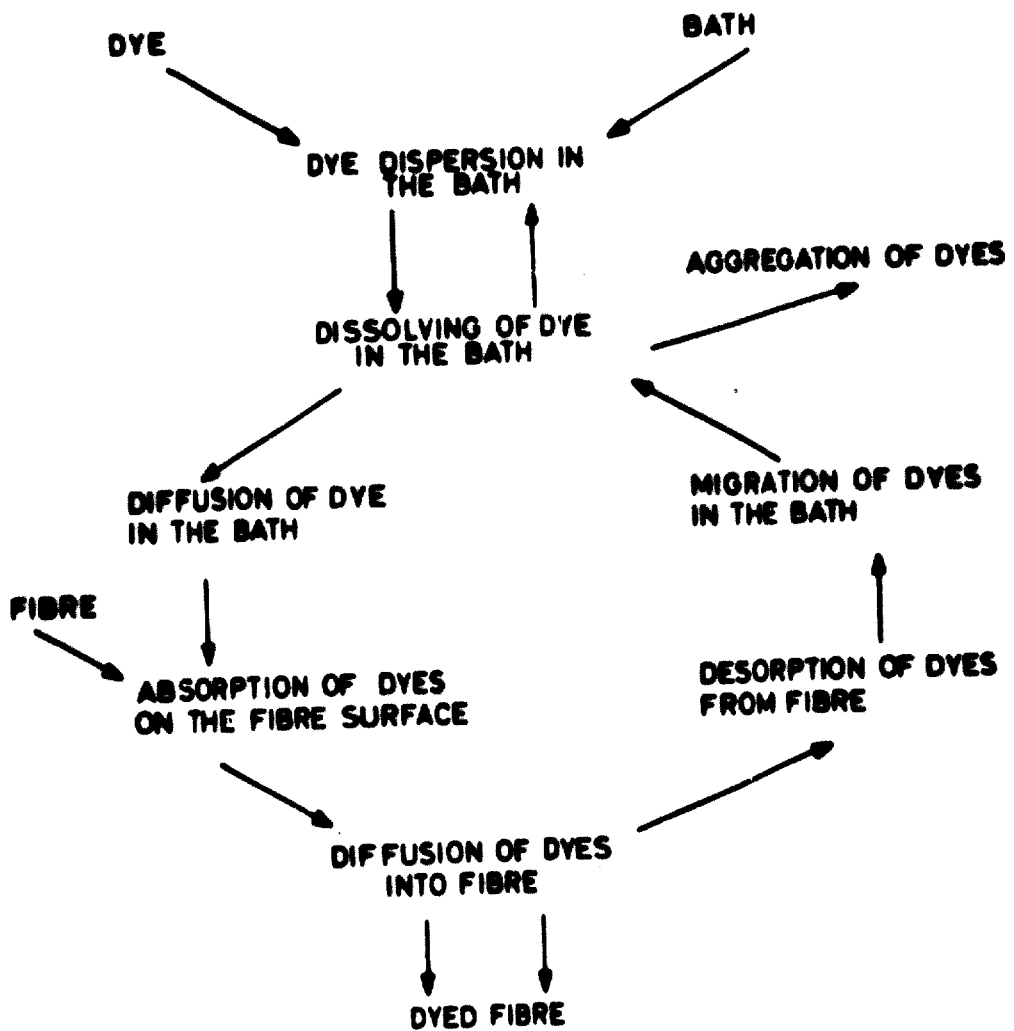 DYE
BATH
DYE DISPERSION IN
THE BATH
AGGREGATION OF DYES
DISSOLVING OF DYE
IN THE BATH
DIFFUSION OF DYE
IN THE BATH
MIGRATION OF DYES
IN THE BATH
FIBRE
ABSORPTION OF DYES
ON THE FIBRE SURFACE
DESORPTION OF DYES
FROM FIBRE
DIFFUSION OF DYES
INTO FIBRE
DYED FIBRE